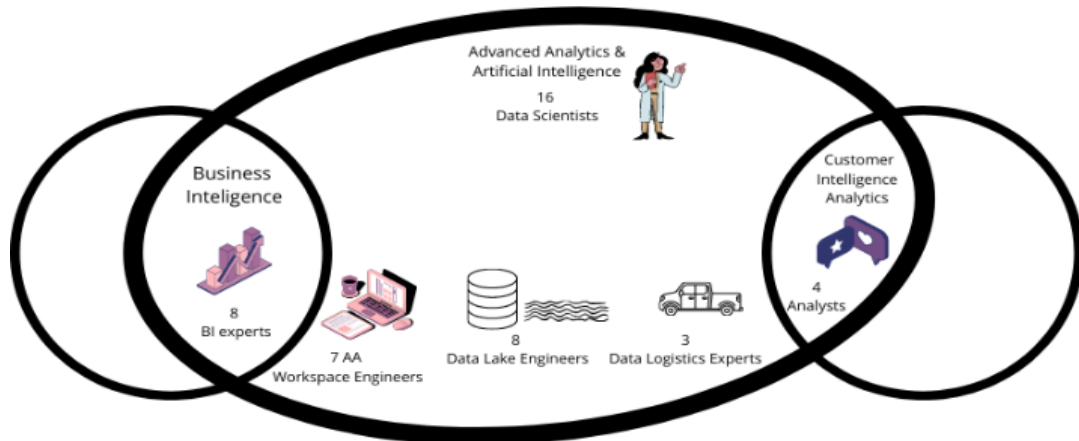 Advanced Analytics &
Artificial Intelligence
16
Data Scientists
Business
Inteligence
8
BI experts
7 AA
Workspace Engineers
8
Data Lake Engineers
3
Data Logistics Experts
Customer
Intelligence
Analytics
4
Analysts